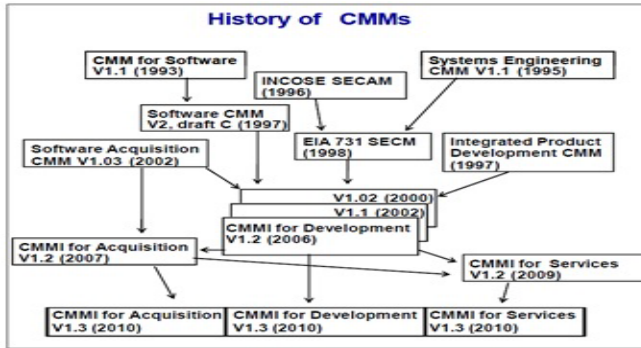 History of CMMs
CMM for Software
V1.1 (1993)
Systems Engineering
CMM V1.1 (1995)
INCOSE SECAM
(1996)
Software CMM
V2, draft C (1997)
Software Acquisition
CMM V1.03 (2002)
EIA 731 SECM
(1998)
Integrated Product
Development CMM
(1997)
V1.02 (2000)
V1.1 (2002)
CMMI for Development
V1.2 (2006)
CMMI for Acquisition
V1.2 (2007)
CMMI for Services
V1.2 (2009)
CMMI for Acquisition
V1.3 (2010)
CMMI for Development
V1.3 (2010)
CMMI for Services
V1.3 (2010)